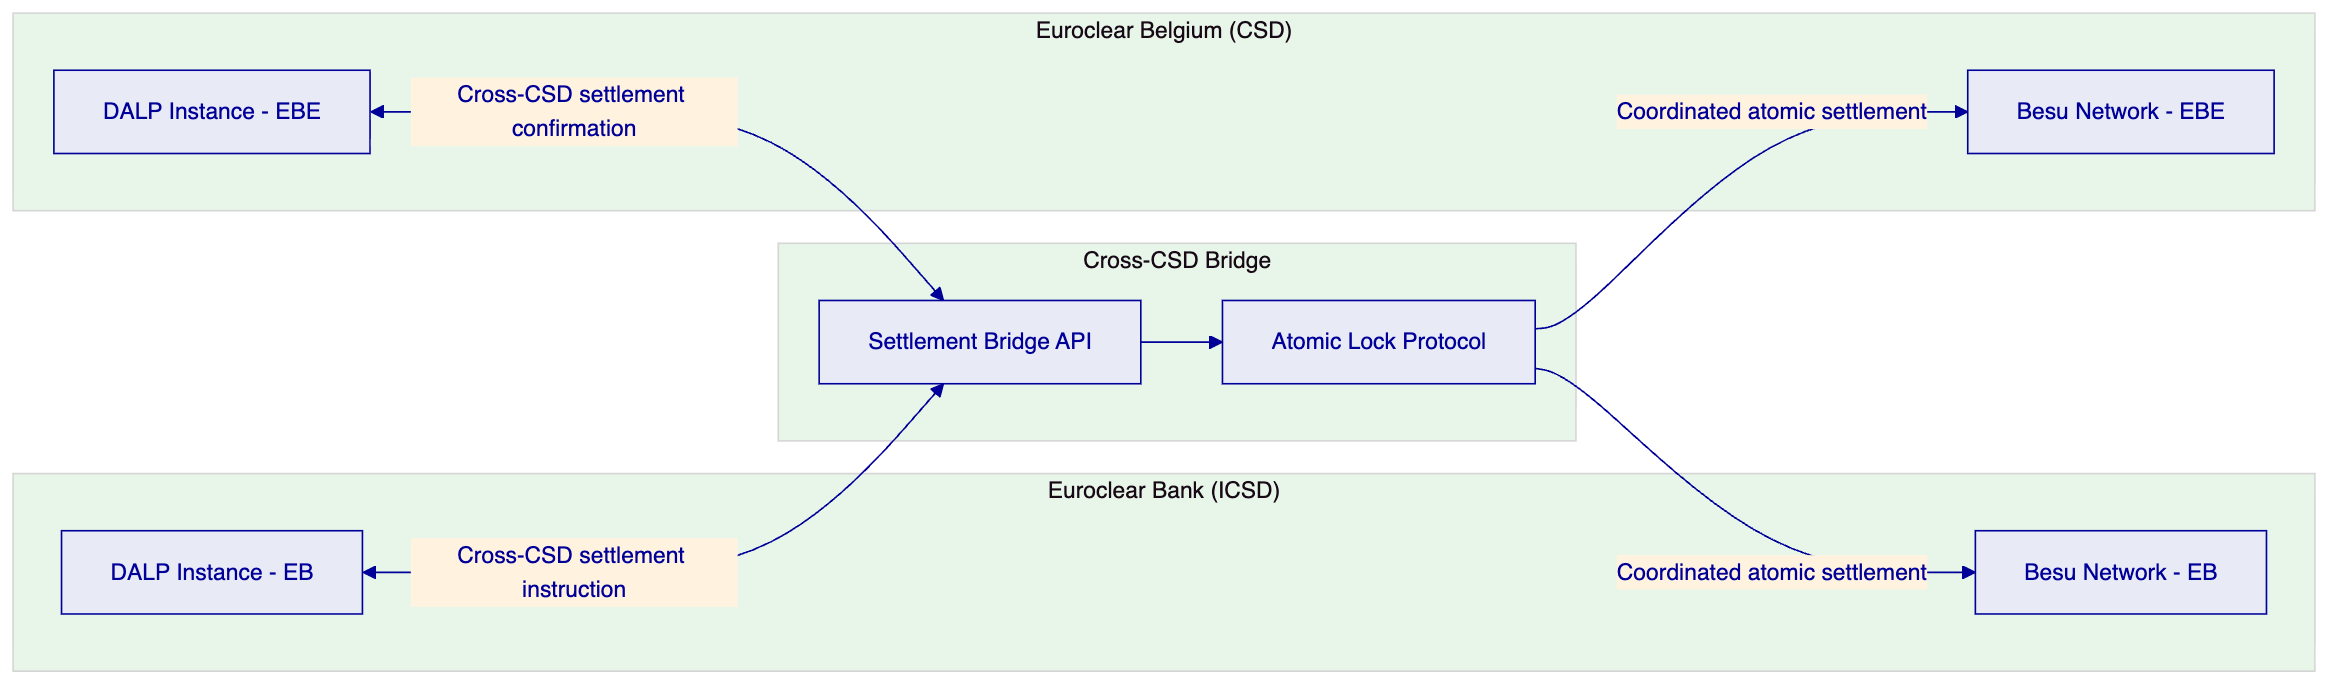 Euroclear Belgium (CSD)
DALP Instance - EBE
Cross-CSD settlement
confirmation
Coordinated atomic settlement
Besu Network - EBE
Cross-CSD Bridge
Settlement Bridge API
Atomic Lock Protocol
Euroclear Bank (ICSD)
DALP Instance - EB
Cross-CSD settlement
instruction
Coordinated atomic settlement
Besu Network - EB